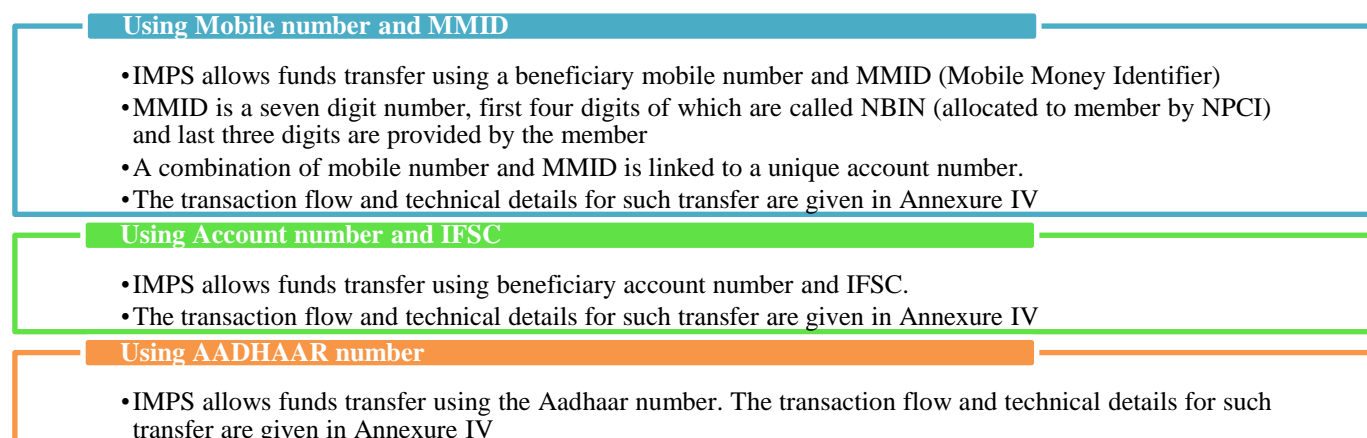 Using Mobile number and MMID
•IMPS allows funds transfer using a beneficiary mobile number and MMID (Mobile Money Identifier)
•MMID is a seven digit number, first four digits of which are called NBIN (allocated to member by NPCI)
and last three digits are provided by the member
•A combination of mobile number and MMID is linked to a unique account number.
•The transaction flow and technical details for such transfer are given in Annexure IV
Using Account number and IFSC
•IMPS allows funds transfer using beneficiary account number and IFSC.
•The transaction flow and technical details for such transfer are given in Annexure IV
Using AADHAAR number
•IMPS allows funds transfer using the Aadhaar number. The transaction flow and technical details for such
transfer are given in Annexure IV